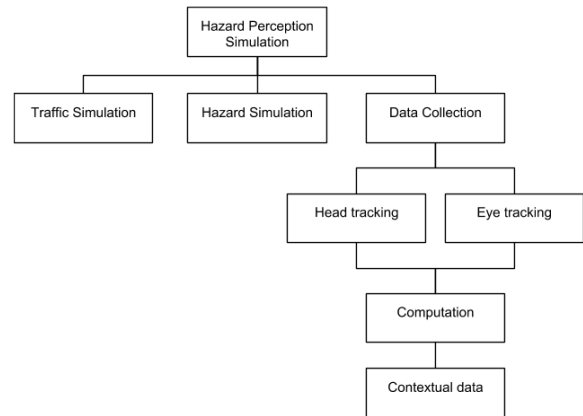 Hazard Perception
Simulation
Traffic Simulation
Hazard Simulation
Data Collection
Head tracking
Eye tracking
Computation
Contextual data